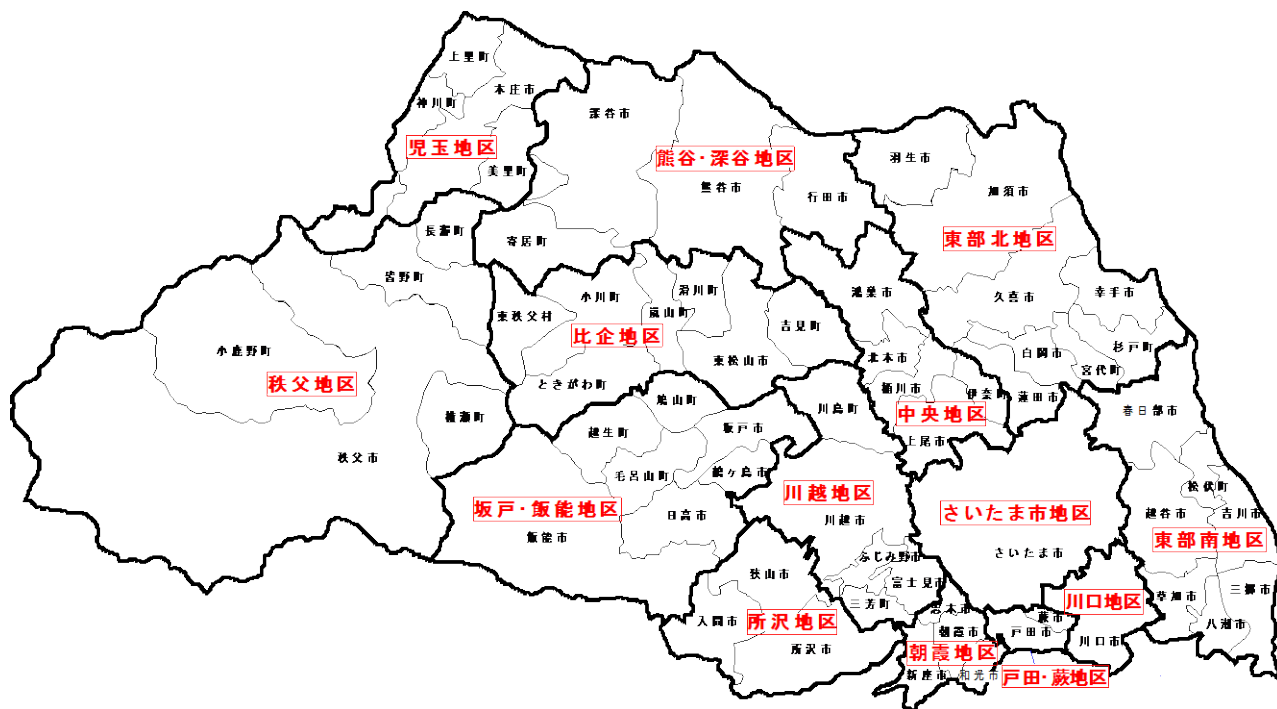 上里町
神川町
本庄市
児玉地区
美里町
深谷市
熊谷・深谷地区
熊谷市
行田市
寄居町
羽生市
加須市
東部北地区
久喜市
幸手市
白岡市
杉戸町
宮代町
蓮田市
長瀞町
皆野町
小鹿野町
秩父地区
横瀬町
秩父市
東秩父村
小川町
嵐山町
滑川町
吉見町
比企地区
東松山市
ときがわ町
鴻巣市
北本市
桶川市
伊奈町
中央地区
上尾市
鳩山町
越生町
坂戸市
毛呂山町
鶴ヶ島市
坂戸・飯能地区
日高市
飯能市
川島町
川越地区
川越市
ふじみ野市
富士見市
三芳町
さいたま市地区
さいたま市
春日部市
松伏町
越谷市
吉川市
東部南地区
草加市
三郷市
八潮市
狭山市
入間市
所沢地区
所沢市
志木市
朝霞市
朝霞地区
新座市
和光市
蕨市
戸田市
戸田・蕨地区
川口地区
川口市